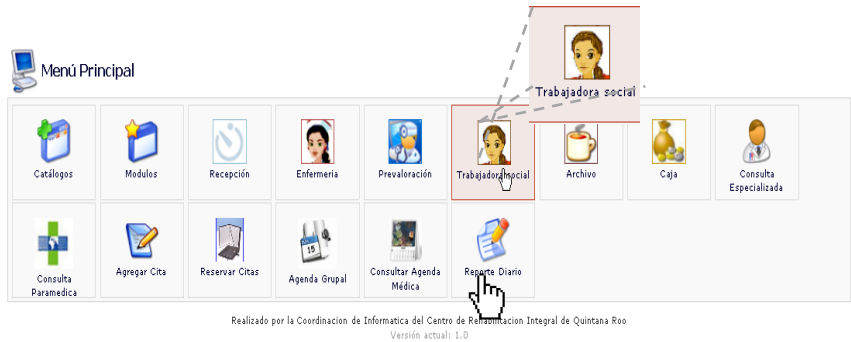 Trabajadora social
Menú Principal
Catálogos
Modulos
Recepción
Enfermeria
Prevaloración
Trabajadora social
Archivo
Caja
Consulta
Especializada
Consulta
Paramedica
Agregar Cita
Reservar Citas
15
Agenda Grupal
Consultar Agenda
Médica
Reporte Diario
Realizado por la Coordinacion de Informatica del Centro de Rehabilitacion Integral de Quintana Roo
Versión actual: 1.0